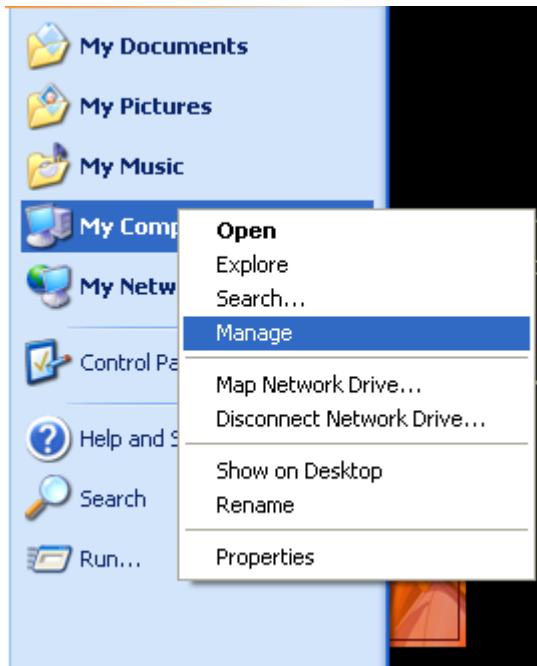 My Documents
My Pictures
My Music
My Comp
My Netw
Control Pa
Help and S
Search
Run...
Open
Explore
Search...
Manage
Map Network Drive...
Disconnect Network Drive...
Show on Desktop
Rename
Properties